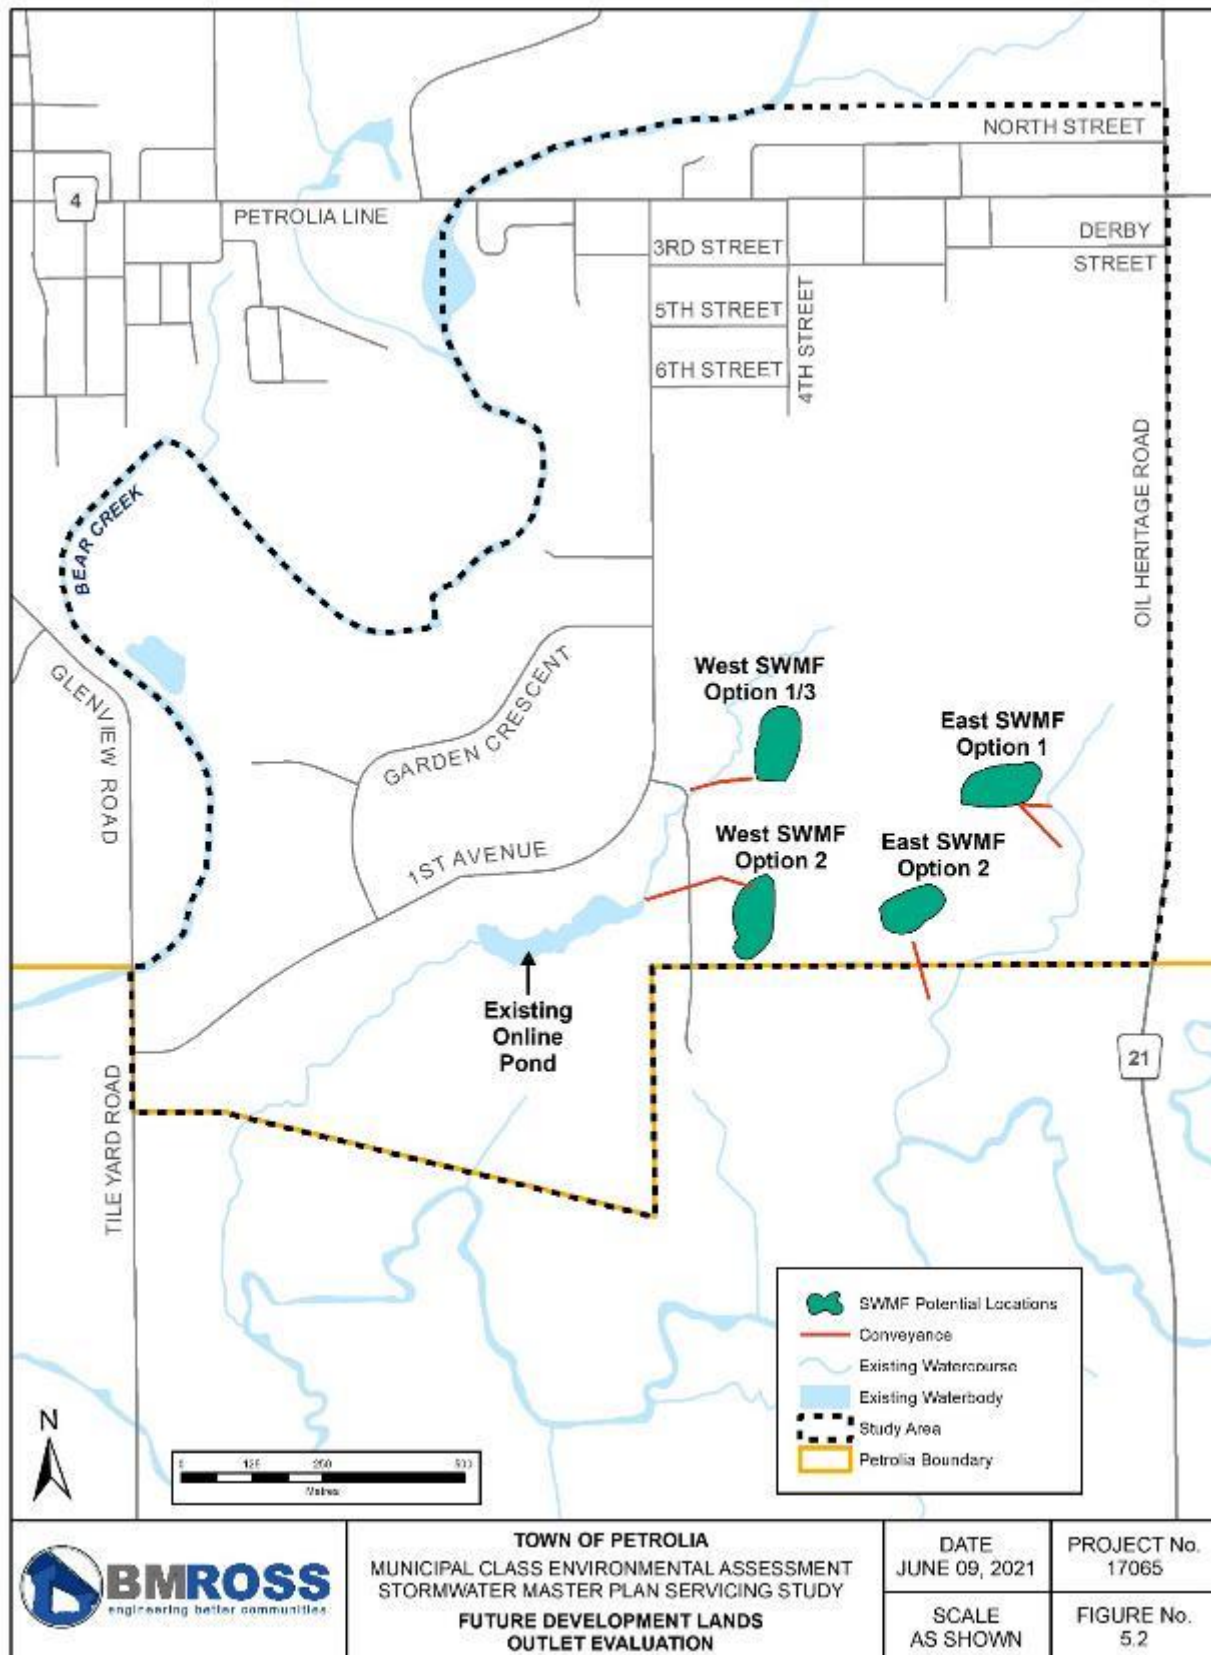 NORTH STREET
4
PETROLIA LINE
3RD STREET
DERBY
STREET
5TH STREET
4TH STREET
6TH STREET
OIL HERITAGE ROAD
BEAR CREEK
GLENVIEW ROAD
GARDEN CRESCENT
West SWMF
Option 1/3
East SWMF
Option 1
1ST AVENUE
West SWMF
Option 2
East SWMF
Option 2
Existing
Online
Pond
21
TILE YARD ROAD
SWMF Potential Locations
Conveyance
Existing Watercourse
Existing Waterbody
Study Area
Petrolia Boundary
N
0 125 250 500
Metres
BMROSS
engineering better communities
TOWN OF PETROLIA
MUNICIPAL CLASS ENVIRONMENTAL ASSESSMENT
STORMWATER MASTER PLAN SERVICING STUDY
FUTURE DEVELOPMENT LANDS
OUTLET EVALUATION
DATE
JUNE 09, 2021
PROJECT No.
17065
SCALE
AS SHOWN
FIGURE No.
5.2